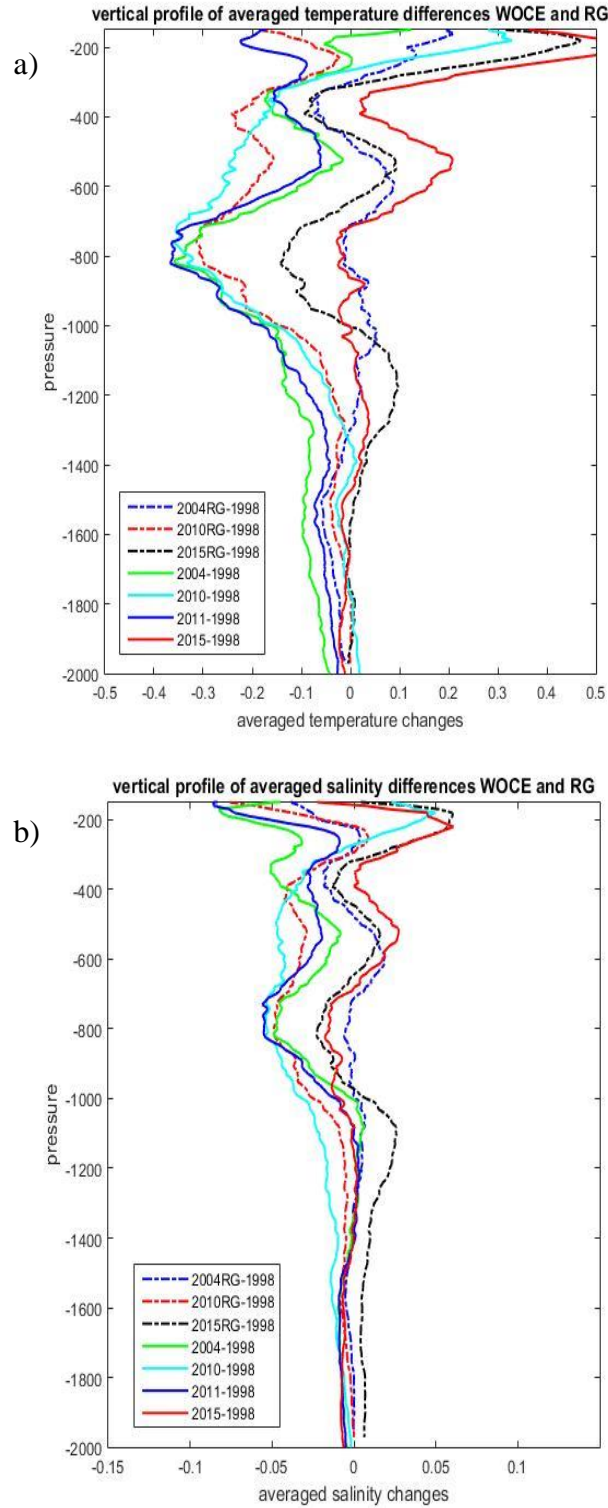 vertical profile of averaged temperature differences WOCE and RG
a)
-200
-400
-600
-800
-1000
-1200
-1400
-1600
-1800
-2000
pressure
2004RG-1998
2010RG-1998
2015RG-1998
2004-1998
2010-1998
2011-1998
2015-1998
-0.5 -0.4 -0.3 -0.2 -0.1 0 0.1 0.2 0.3 0.4 0.5
averaged temperature changes
vertical profile of averaged salinity differences WOCE and RG
b)
-200
-400
-600
-800
-1000
-1200
-1400
-1600
-1800
-2000
pressure
2004RG-1998
2010RG-1998
2015RG-1998
2004-1998
2010-1998
2011-1998
2015-1998
-0.15 -0.1 -0.05 0 0.05 0.1
averaged salinity changes